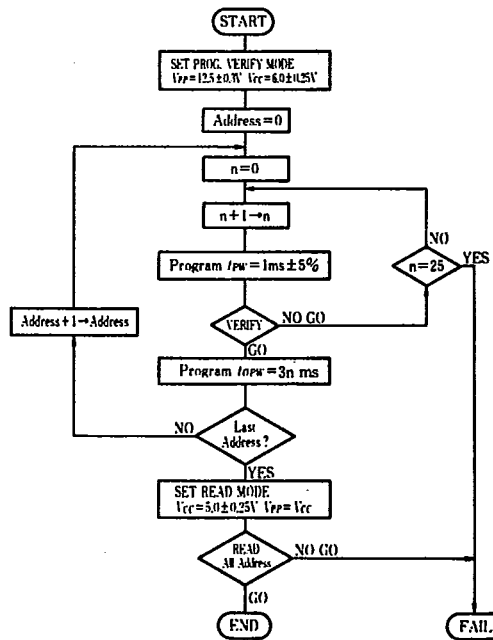 START
SET PROG. VERIFY MODE
VPP=12.5±0.3V VCC=6.0±0.25V
Address=0
n=0
n+1→n
NO
YES
n=25
Program tPW=1ms±5%
Address+1→Address
VERIFY
NO GO
GO
Program tOPW=3n ms
NO
Last
Address?
YES
SET READ MODE
VCC=5.0±0.25V VPP=VCC
READ
All Address
NO GO
GO
END
FAIL